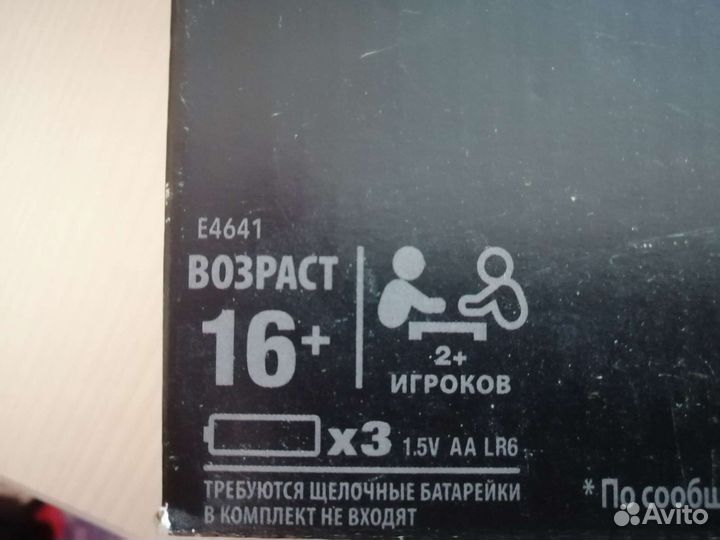 E4641
ВОЗРАСТ
16+
2+
ИГРОКОВ
x3 1.5V AA LR6
ТРЕБУЮТСЯ ЩЕЛОЧНЫЕ БАТАРЕЙКИ
В КОМПЛЕКТ НЕ ВХОДЯТ
* По сообщ
Avito